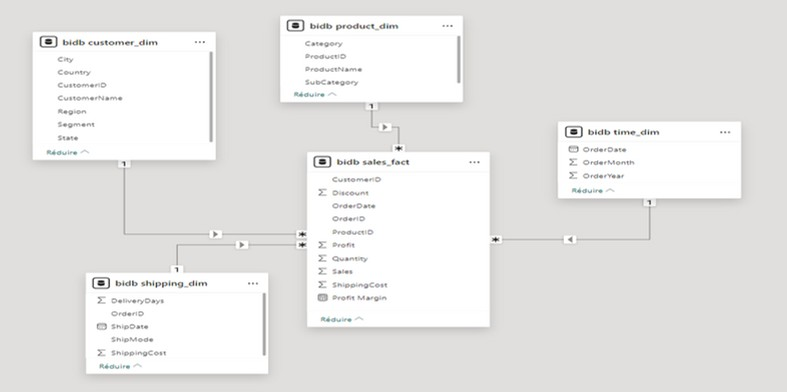 bidb customer_dim ...
City
Country
CustomerID
CustomerName
Region
Segment
State
Réduire
1
bidb product_dim ...
Category
ProductID
ProductName
SubCategory
Réduire
1
*
bidb time_dim ...
OrderDate
Σ OrderMonth
Σ OrderYear
Réduire
1
*
bidb sales_fact ...
CustomerID
Σ Discount
OrderDate
OrderID
ProductID
Σ Profit
Σ Quantity
Σ Sales
Σ ShippingCost
Profit Margin
Réduire
*
*
1
bidb shipping_dim ...
Σ DeliveryDays
OrderID
ShipDate
ShipMode
Σ ShippingCost
Réduire